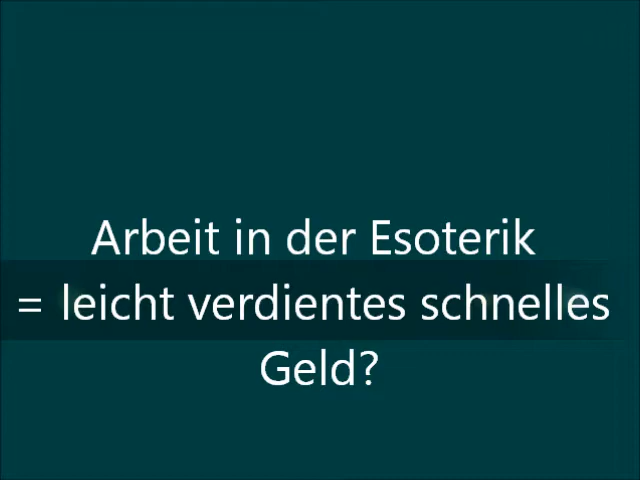 Arbeit in der Esoterik
= leicht verdientes schnelles
Geld?